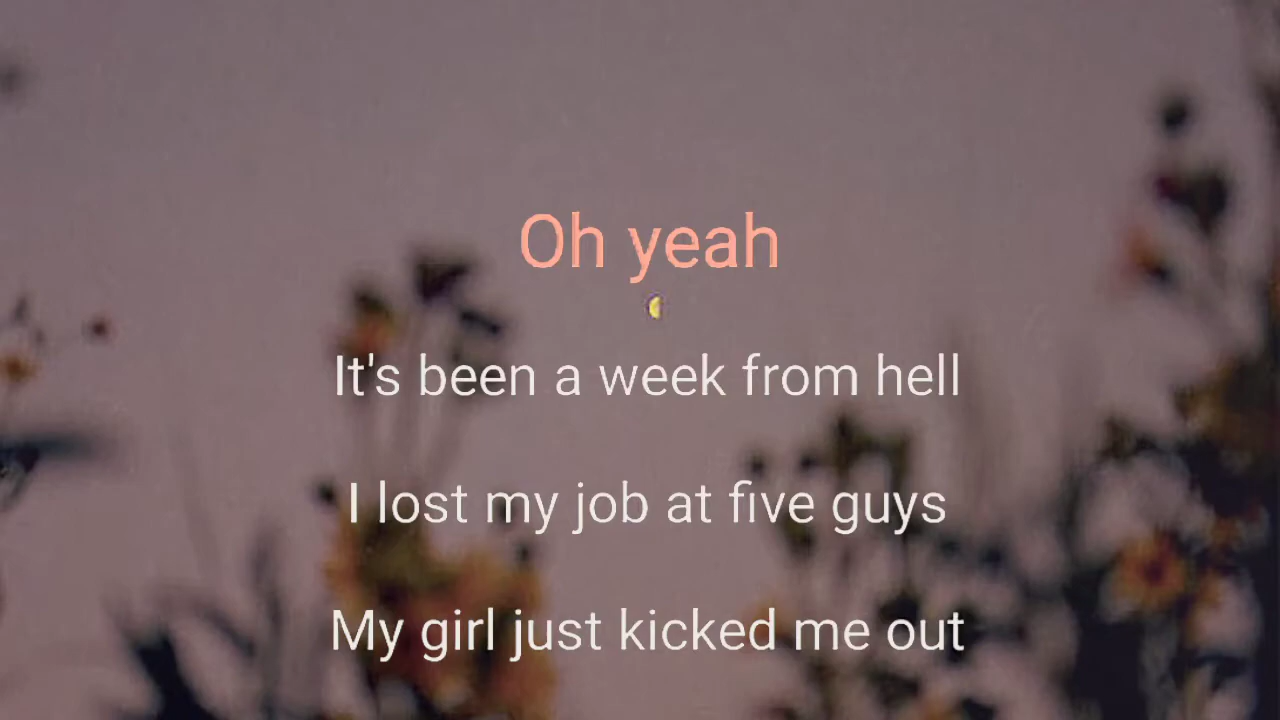 Oh yeah
It's been a week from hell
I lost my job at five guys
My girl just kicked me out